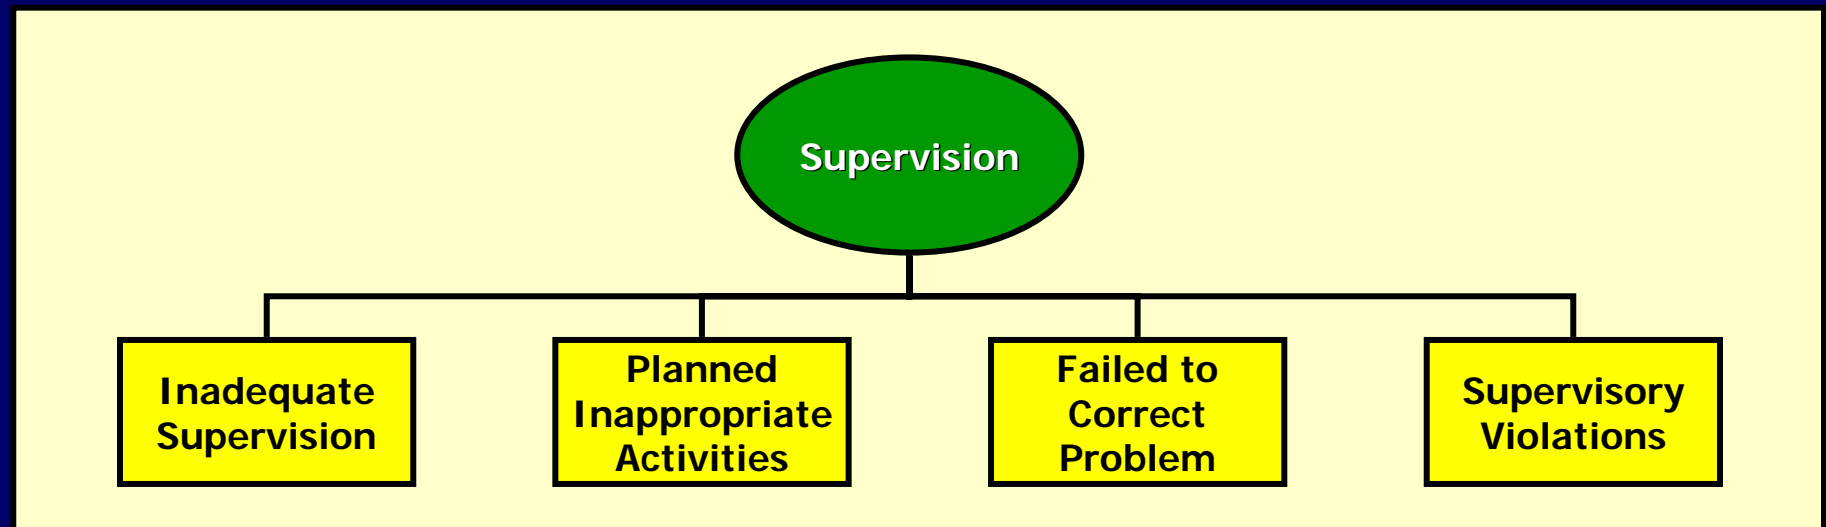 Supervision
Inadequate
Supervision
Planned
Inappropriate
Activities
Failed to
Correct
Problem
Supervisory
Violations